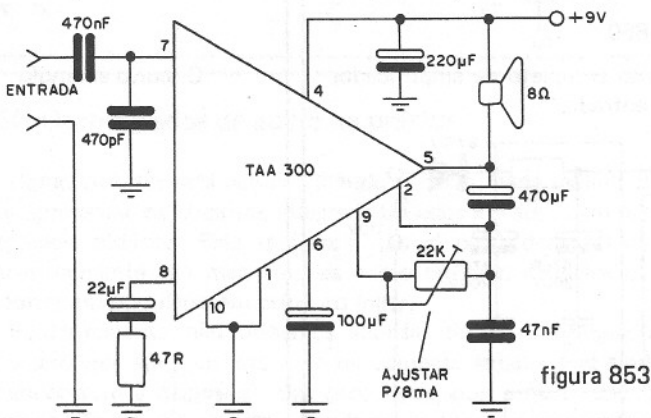 470nF
+9V
7
220µF
4
8Ω
ENTRADA
470pF
TAA 300
5
470µF
2
9
6
22K
8
1
22µF
10
100µF
47nF
47R
AJUSTAR
P/8mA
figura 853